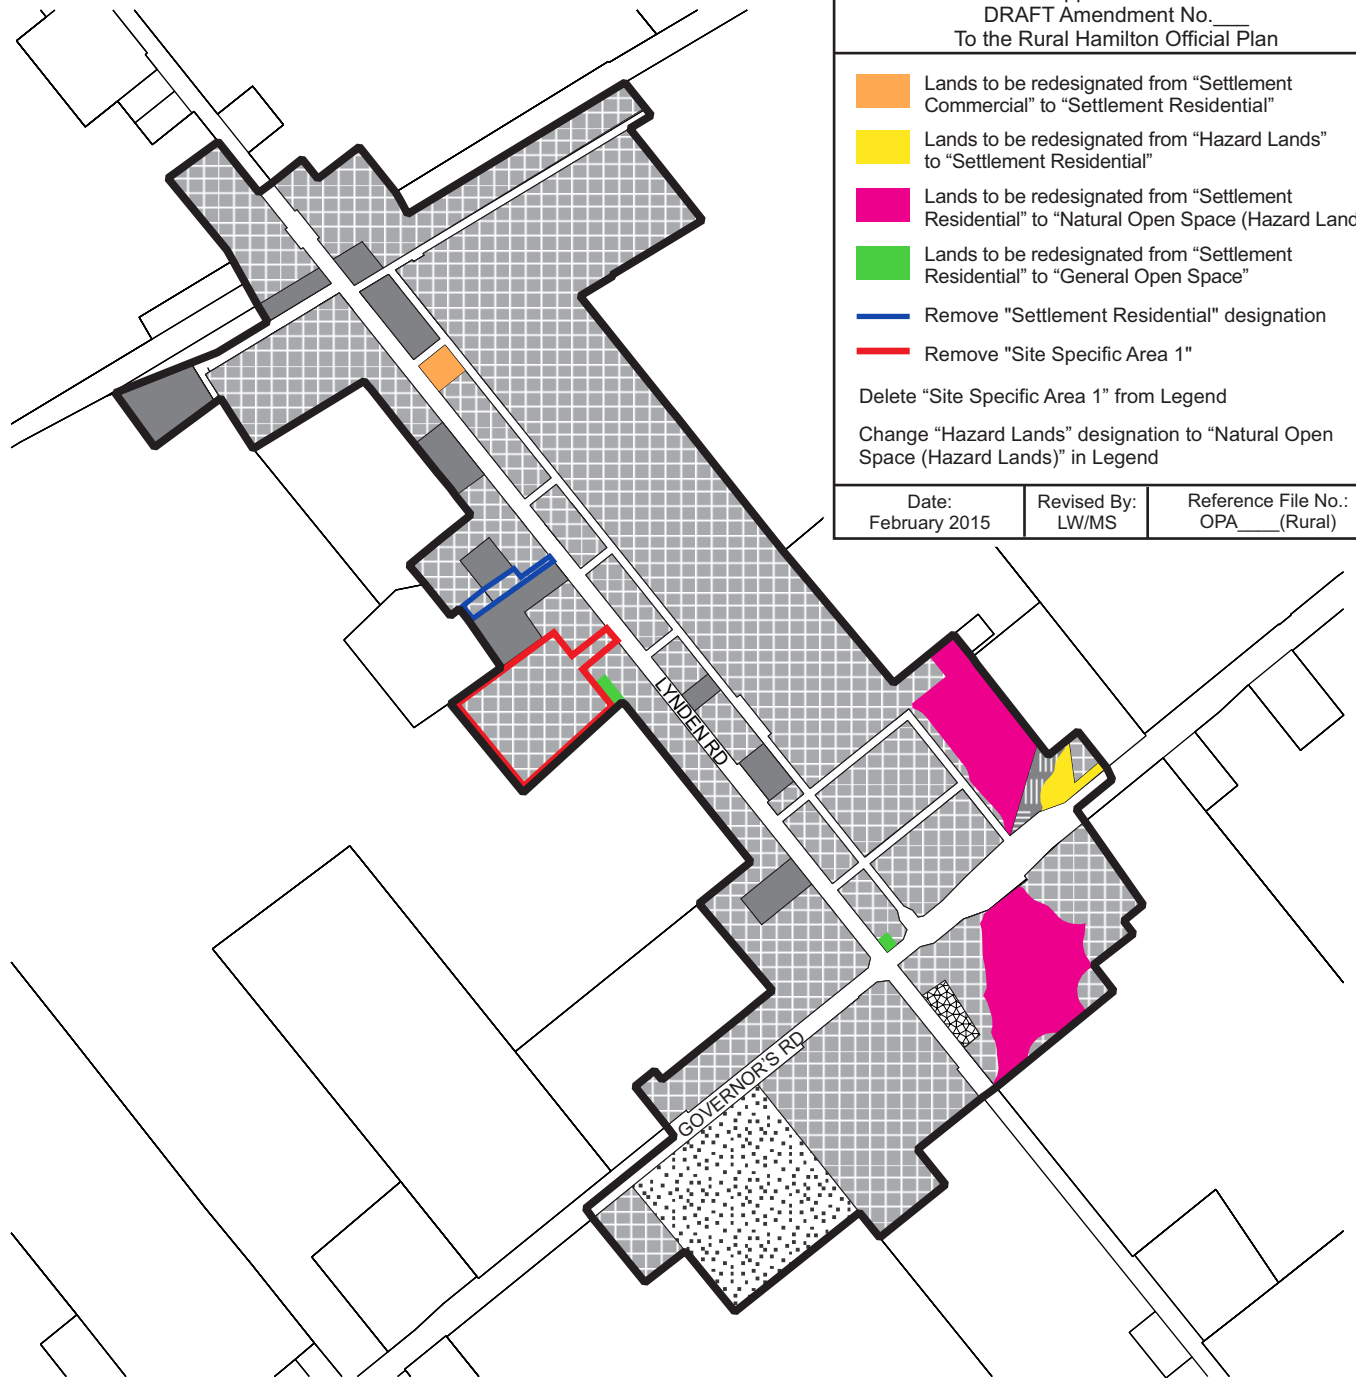 DRAFT Amendment No.___
To the Rural Hamilton Official Plan
Lands to be redesignated from “Settlement
Commercial” to “Settlement Residential”
Lands to be redesignated from “Hazard Lands”
to “Settlement Residential”
Lands to be redesignated from “Settlement
Residential” to “Natural Open Space (Hazard Land
Lands to be redesignated from “Settlement
Residential” to “General Open Space”
Remove "Settlement Residential" designation
Remove "Site Specific Area 1"
Delete “Site Specific Area 1” from Legend
Change “Hazard Lands” designation to “Natural Open
Space (Hazard Lands)” in Legend
Date:
February 2015
Revised By:
LW/MS
Reference File No.:
OPA____(Rural)
LYNDEN RD
GOVERNOR'S RD